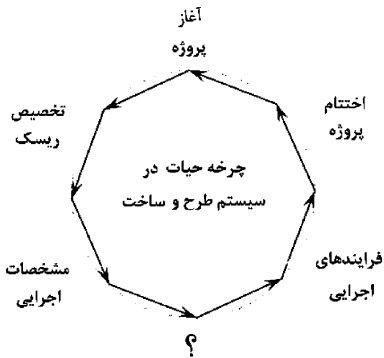 آغاز
پروژه
تخصیص
ریسک
اختتام
پروژه
چرخه حیات در
سیستم طرح و ساخت
مشخصات
اجرایی
فرایندهای
اجرایی
؟